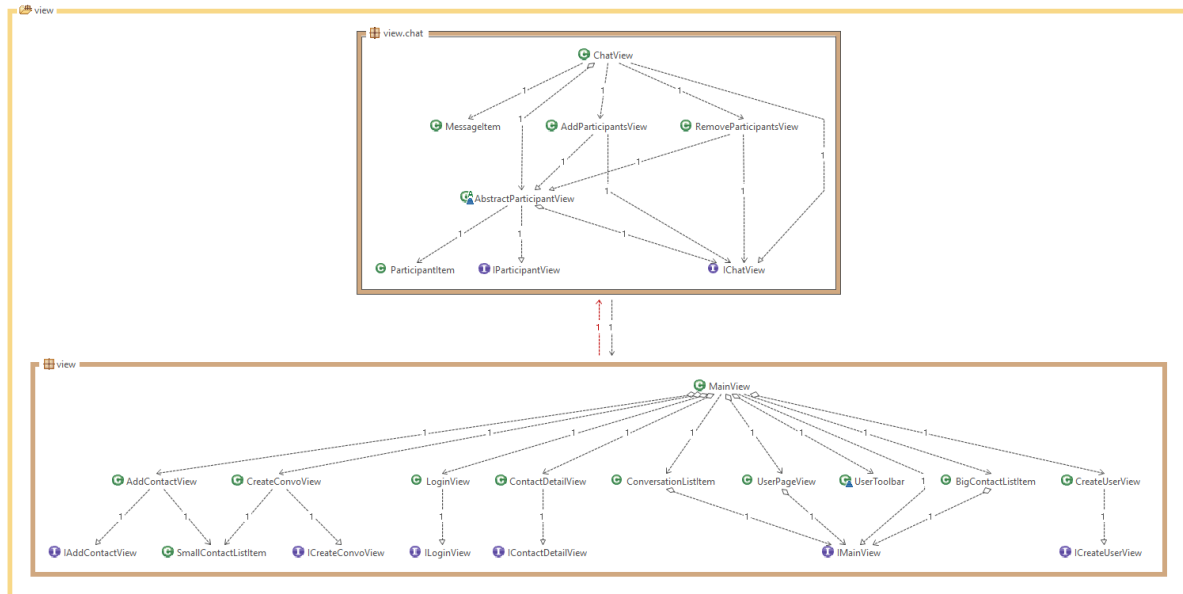 view
view.chat
ChatView
1 1 1 1
MessageItem AddParticipantsView RemoveParticipantsView
1 1 1
AbstractParticipantView
1 1
1 1 1 1
ParticipantItem IParticipantView IChatView
1 1
view
MainView
1 1 1 1 1 1 1 1 1
AddContactView CreateConvoView LoginView ContactDetailView ConversationListItem UserPageView UserToolbar BigContactListItem CreateUserView
1 1 1 1 1 1 1 1 1 1 1
IAddContactView SmallContactListItem ICreateConvoView ILoginView IContactDetailView IMainView ICreateUserView